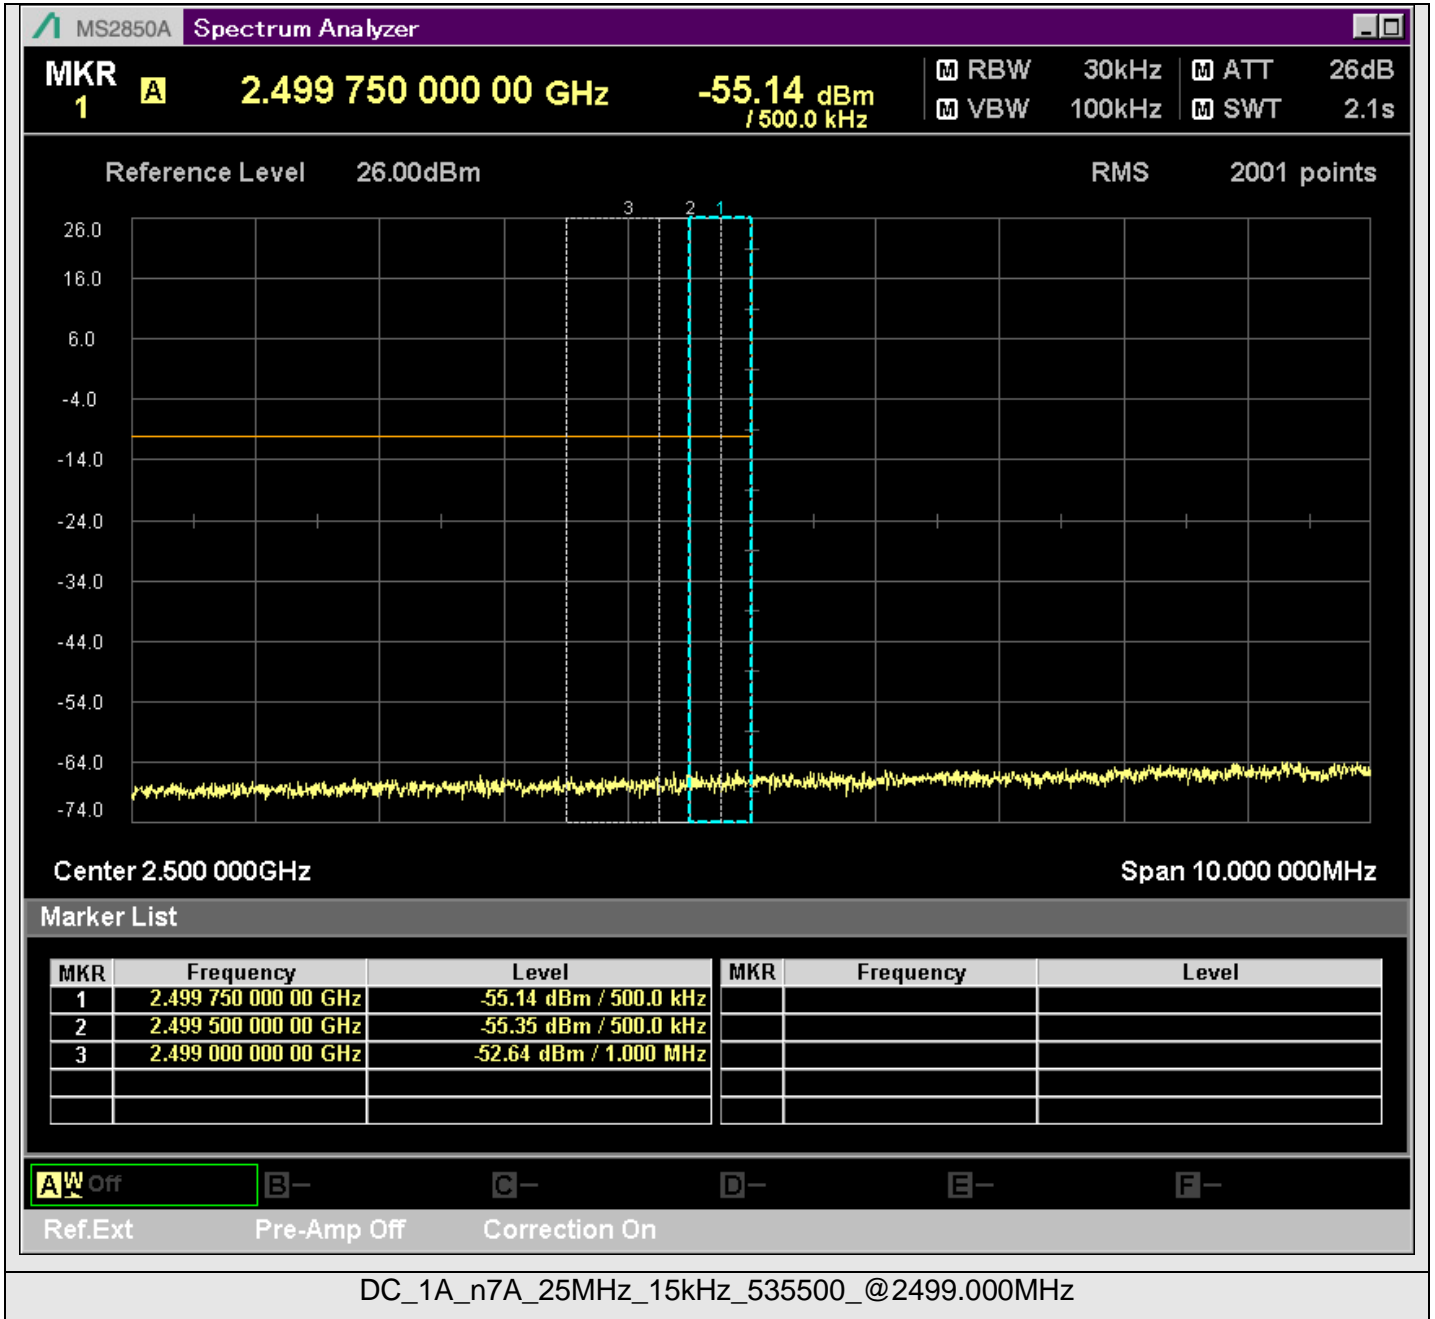 MS2850A Spectrum Analyzer
MKR 1 A 2.499 750 000 00 GHz -55.14 dBm / 500.0 kHz
M RBW 30kHz M ATT 26dB
M VBW 100kHz M SWT 2.1s
Reference Level 26.00dBm RMS 2001 points
3 2 1
26.0
16.0
6.0
-4.0
-14.0
-24.0
-34.0
-44.0
-54.0
-64.0
-74.0
Center 2.500 000GHz Span 10.000 000MHz
Marker List
MKR Frequency Level MKR Frequency Level
1 2.499 750 000 00 GHz -55.14 dBm / 500.0 kHz
2 2.499 500 000 00 GHz -55.35 dBm / 500.0 kHz
3 2.499 000 000 00 GHz -52.64 dBm / 1.000 MHz
A W Off B - C - D - E - F -
Ref.Ext Pre-Amp Off Correction On
DC_1A_n7A_25MHz_15kHz_535500_@2499.000MHz